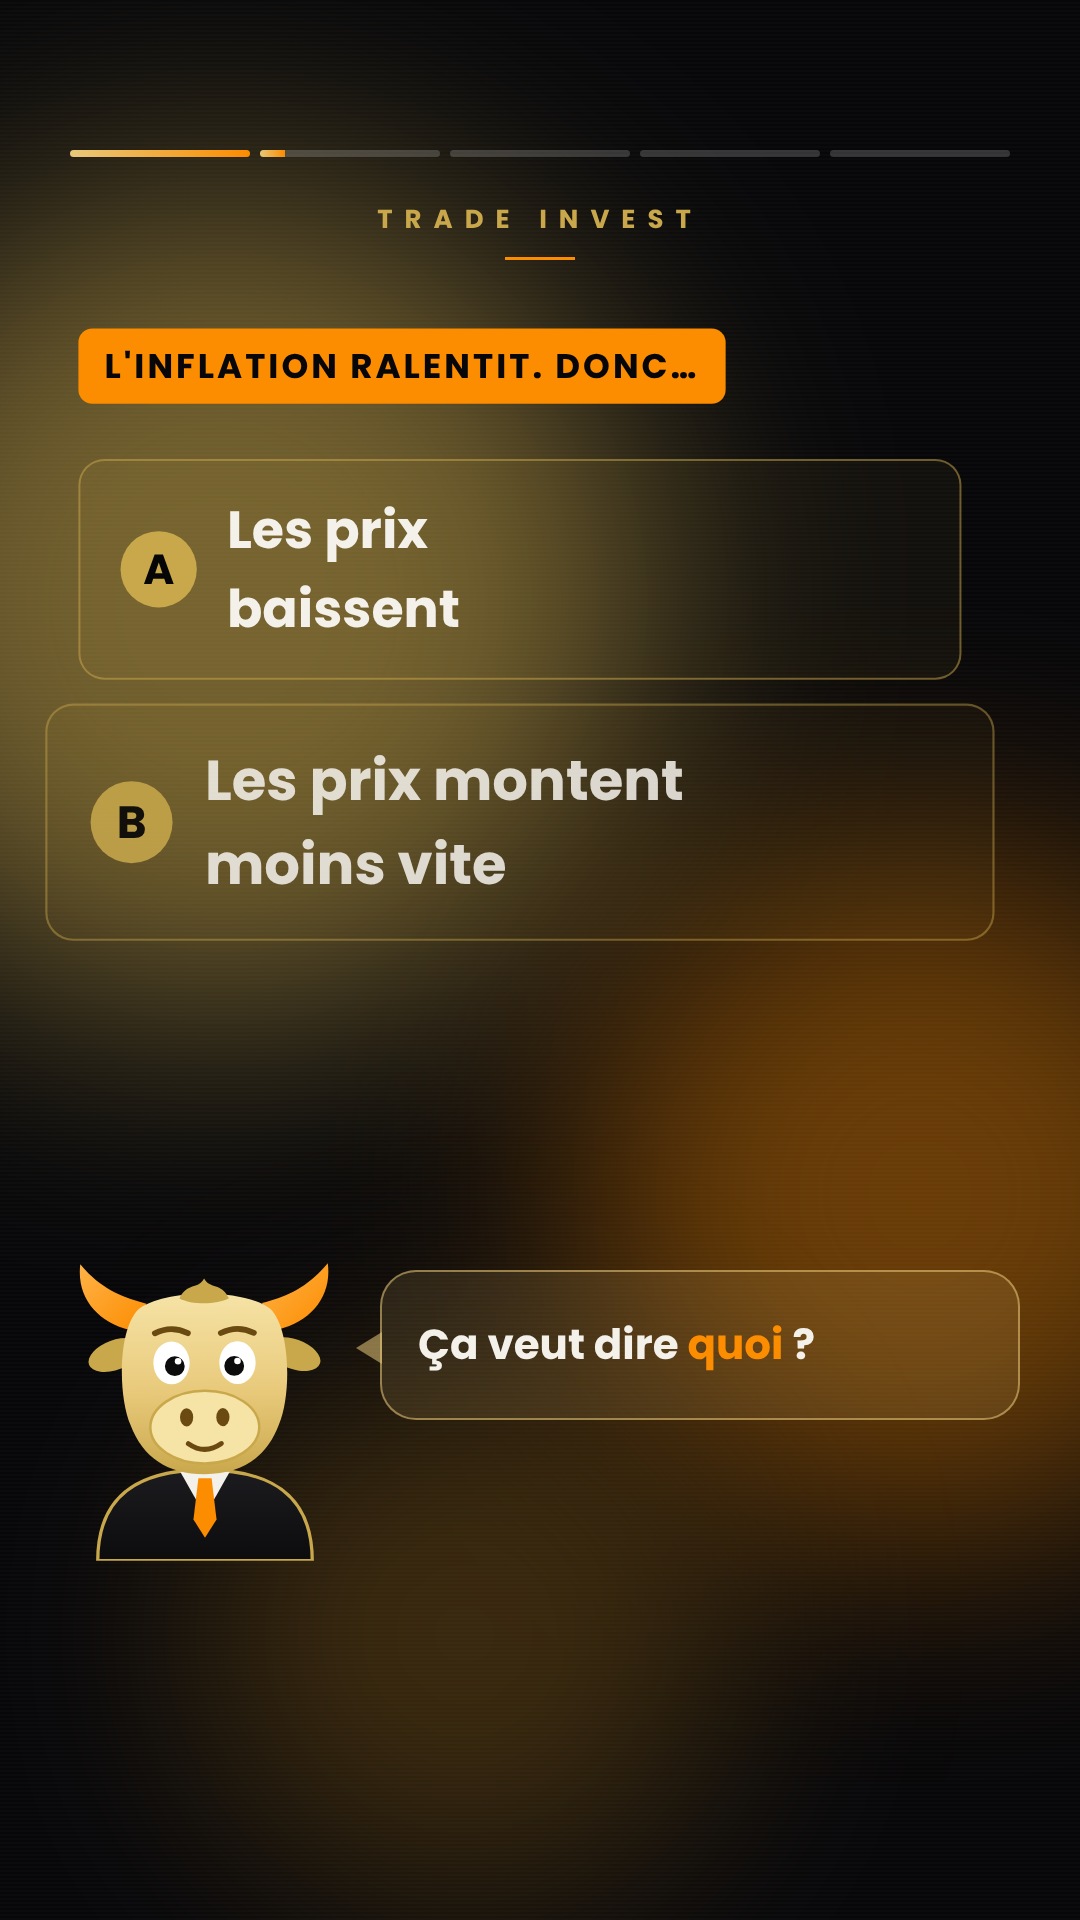 TRADE INVEST
L'INFLATION RALENTIT. DONC…
A
Les prix
baissent
B
Les prix montent
moins vite
Ça veut dire quoi ?